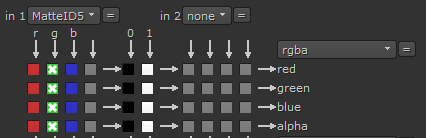 in 1 MatteID5 = in 2 none =
r g b 0 1
rgba =
red
green
blue
alpha